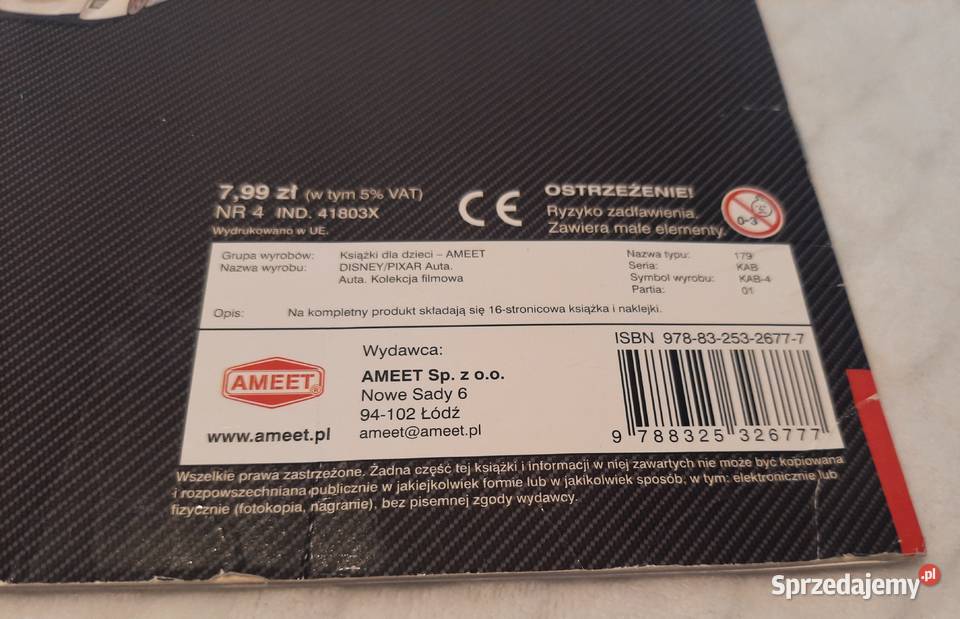 7,99 zł (w tym 5% VAT)
NR 4 IND. 41803X
Wydrukowano w UE.
CE
OSTRZEŻENIE!
Ryzyko zadławienia.
Zawiera małe elementy.
0-3
Grupa wyrobów: Książki dla dzieci – AMEET
Nazwa wyrobu: DISNEY/PIXAR Auta.
Auta. Kolekcja filmowa
Nazwa typu: 179
Seria: KAB
Symbol wyrobu: KAB-4
Partia: 01
Opis: Na kompletny produkt składają się 16-stronicowa książka i naklejki.
AMEET®
www.ameet.pl
Wydawca:
AMEET Sp. z o.o.
Nowe Sady 6
94-102 Łódź
ameet@ameet.pl
ISBN 978-83-253-2677-7
9 788325 326777
Wszelkie prawa zastrzeżone. Żadna część tej książki i informacji w niej zawartych nie może być kopiowana
i rozpowszechniana publicznie w jakiejkolwiek formie lub w jakikolwiek sposób, w tym: elektronicznie lub
fizycznie (fotokopia, nagranie), bez pisemnej zgody wydawcy.
Sprzedajemy.pl